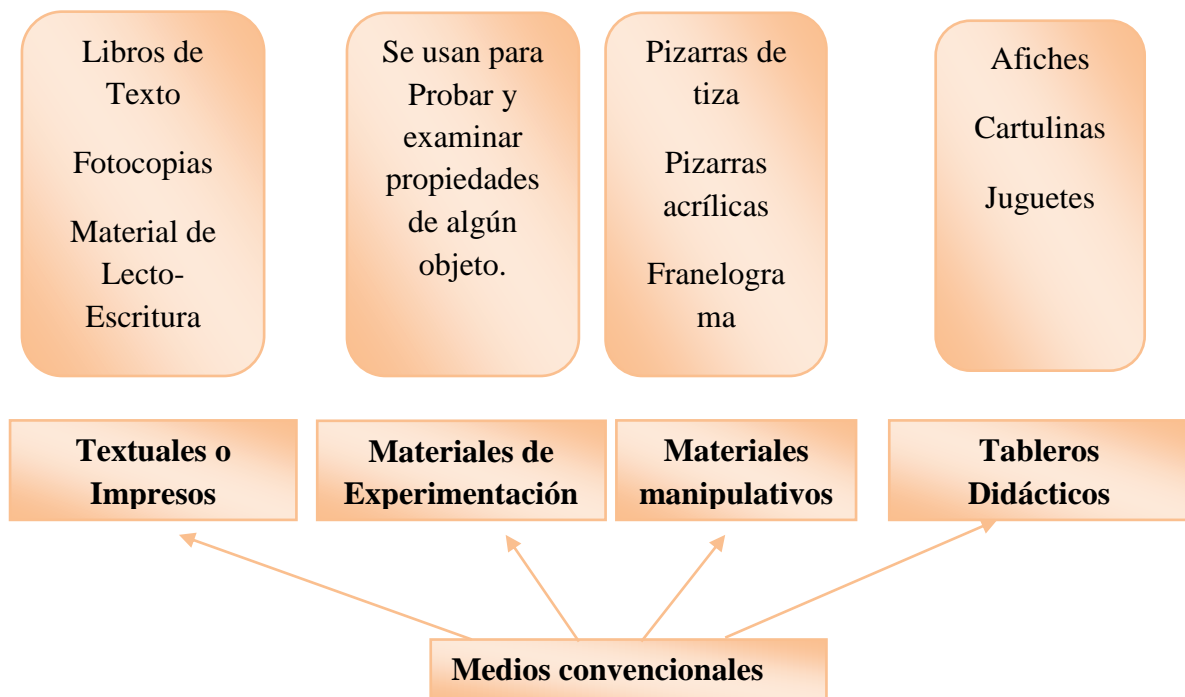 Libros de
Texto
Fotocopias
Material de
Lecto-
Escritura
Se usan para
Probar y
examinar
propiedades
de algún
objeto.
Pizarras de
tiza
Pizarras
acrílicas
Franelogra
ma
Afiches
Cartulinas
Juguetes
Textuales o
Impresos
Materiales de
Experimentación
Materiales
manipulativos
Tableros
Didácticos
Medios convencionales